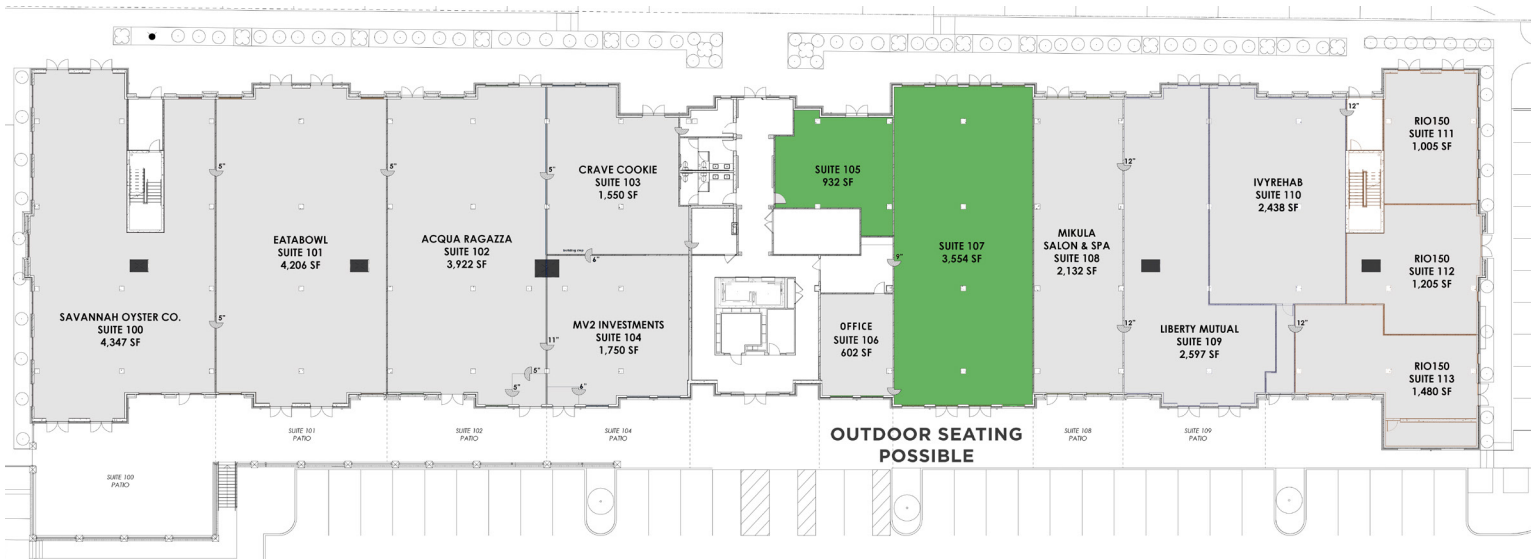 SAVANNAH OYSTER CO.
SUITE 100
4,347 SF
5"
5"
EATABOWL
SUITE 101
4,206 SF
5"
ACQUA RAGAZZA
SUITE 102
3,922 SF
5"
11"
5"
5"
CRAVE COOKIE
SUITE 103
1,550 SF
6"
MV2 INVESTMENTS
SUITE 104
1,750 SF
6"
SUITE 105
932 SF
OFFICE
SUITE 106
602 SF
9"
SUITE 107
3,554 SF
MIKULA
SALON & SPA
SUITE 108
2,132 SF
12"
12"
LIBERTY MUTUAL
SUITE 109
2,597 SF
IVYREHAB
SUITE 110
2,438 SF
12"
12"
RIO150
SUITE 111
1,005 SF
RIO150
SUITE 112
1,205 SF
RIO150
SUITE 113
1,480 SF
SUITE 100
PATIO
SUITE 101
PATIO
SUITE 102
PATIO
SUITE 104
PATIO
OUTDOOR SEATING
POSSIBLE
SUITE 108
PATIO
SUITE 109
PATIO